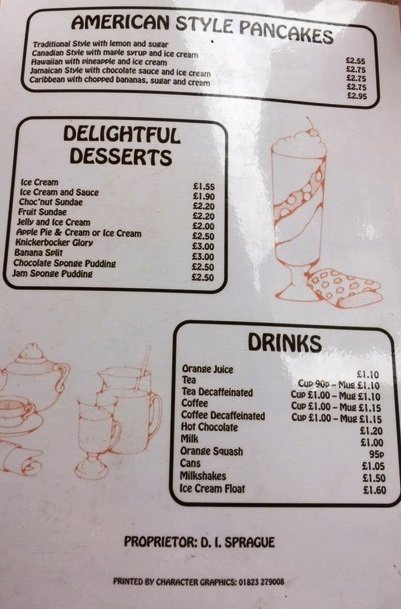 AMERICAN STYLE PANCAKES
Traditional Style with lemon and sugar £2.55
Canadian Style with maple syrup and ice cream £2.75
Hawaiian with pineapple and ice cream £2.75
Jamaican Style with chocolate sauce and ice cream £2.75
Caribbean with chopped bananas, sugar and cream £2.95
DELIGHTFUL
DESSERTS
Ice Cream £1.55
Ice Cream and Sauce £1.90
Choc'nut Sundae £2.20
Fruit Sundae £2.20
Jelly and Ice Cream £2.00
Apple Pie & Cream or Ice Cream £2.50
Knickerbocker Glory £3.00
Banana Split £3.00
Chocolate Sponge Pudding £2.50
Jam Sponge Pudding £2.50
DRINKS
Orange Juice £1.10
Tea Cup 90p – Mug £1.10
Tea Decaffeinated Cup £1.00 – Mug £1.10
Coffee Cup £1.00 – Mug £1.15
Coffee Decaffeinated Cup £1.00 – Mug £1.15
Hot Chocolate £1.20
Milk £1.00
Orange Squash 95p
Cans £1.05
Milkshakes £1.50
Ice Cream Float £1.60
PROPRIETOR: D. I. SPRAGUE
PRINTED BY CHARACTER GRAPHICS: 01823 279008